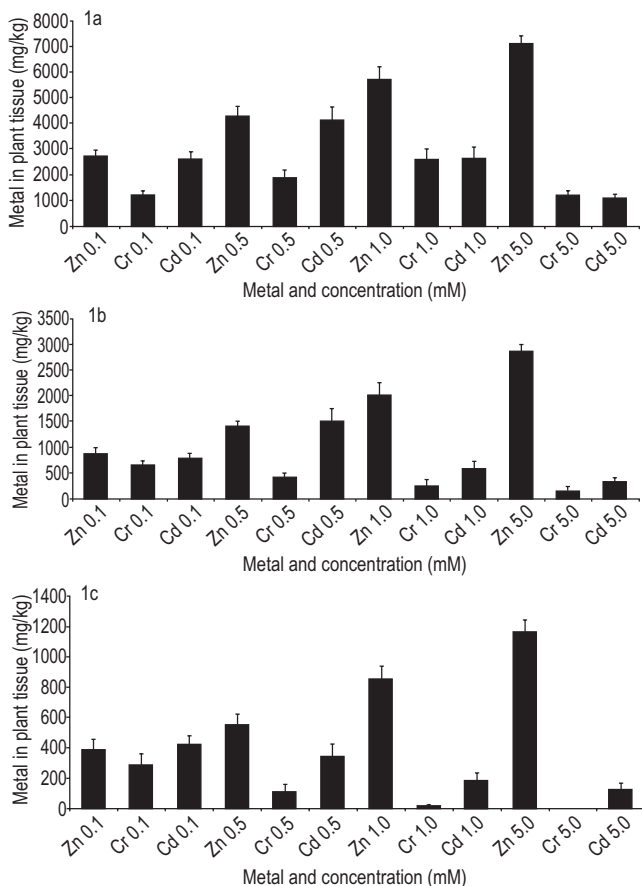 1a
Metal in plant tissue (mg/kg)
8000
7000
6000
5000
4000
3000
2000
1000
0
Zn 0.1 Cr 0.1 Cd 0.1 Zn 0.5 Cr 0.5 Cd 0.5 Zn 1.0 Cr 1.0 Cd 1.0 Zn 5.0 Cr 5.0 Cd 5.0
Metal and concentration (mM)
1b
Metal in plant tissue (mg/kg)
3500
3000
2500
2000
1500
1000
500
0
Zn 0.1 Cr 0.1 Cd 0.1 Zn 0.5 Cr 0.5 Cd 0.5 Zn 1.0 Cr 1.0 Cd 1.0 Zn 5.0 Cr 5.0 Cd 5.0
Metal and concentration (mM)
1c
Metal in plant tissue (mg/kg)
1400
1200
1000
800
600
400
200
0
Zn 0.1 Cr 0.1 Cd 0.1 Zn 0.5 Cr 0.5 Cd 0.5 Zn 1.0 Cr 1.0 Cd 1.0 Zn 5.0 Cr 5.0 Cd 5.0
Metal and concentration (mM)